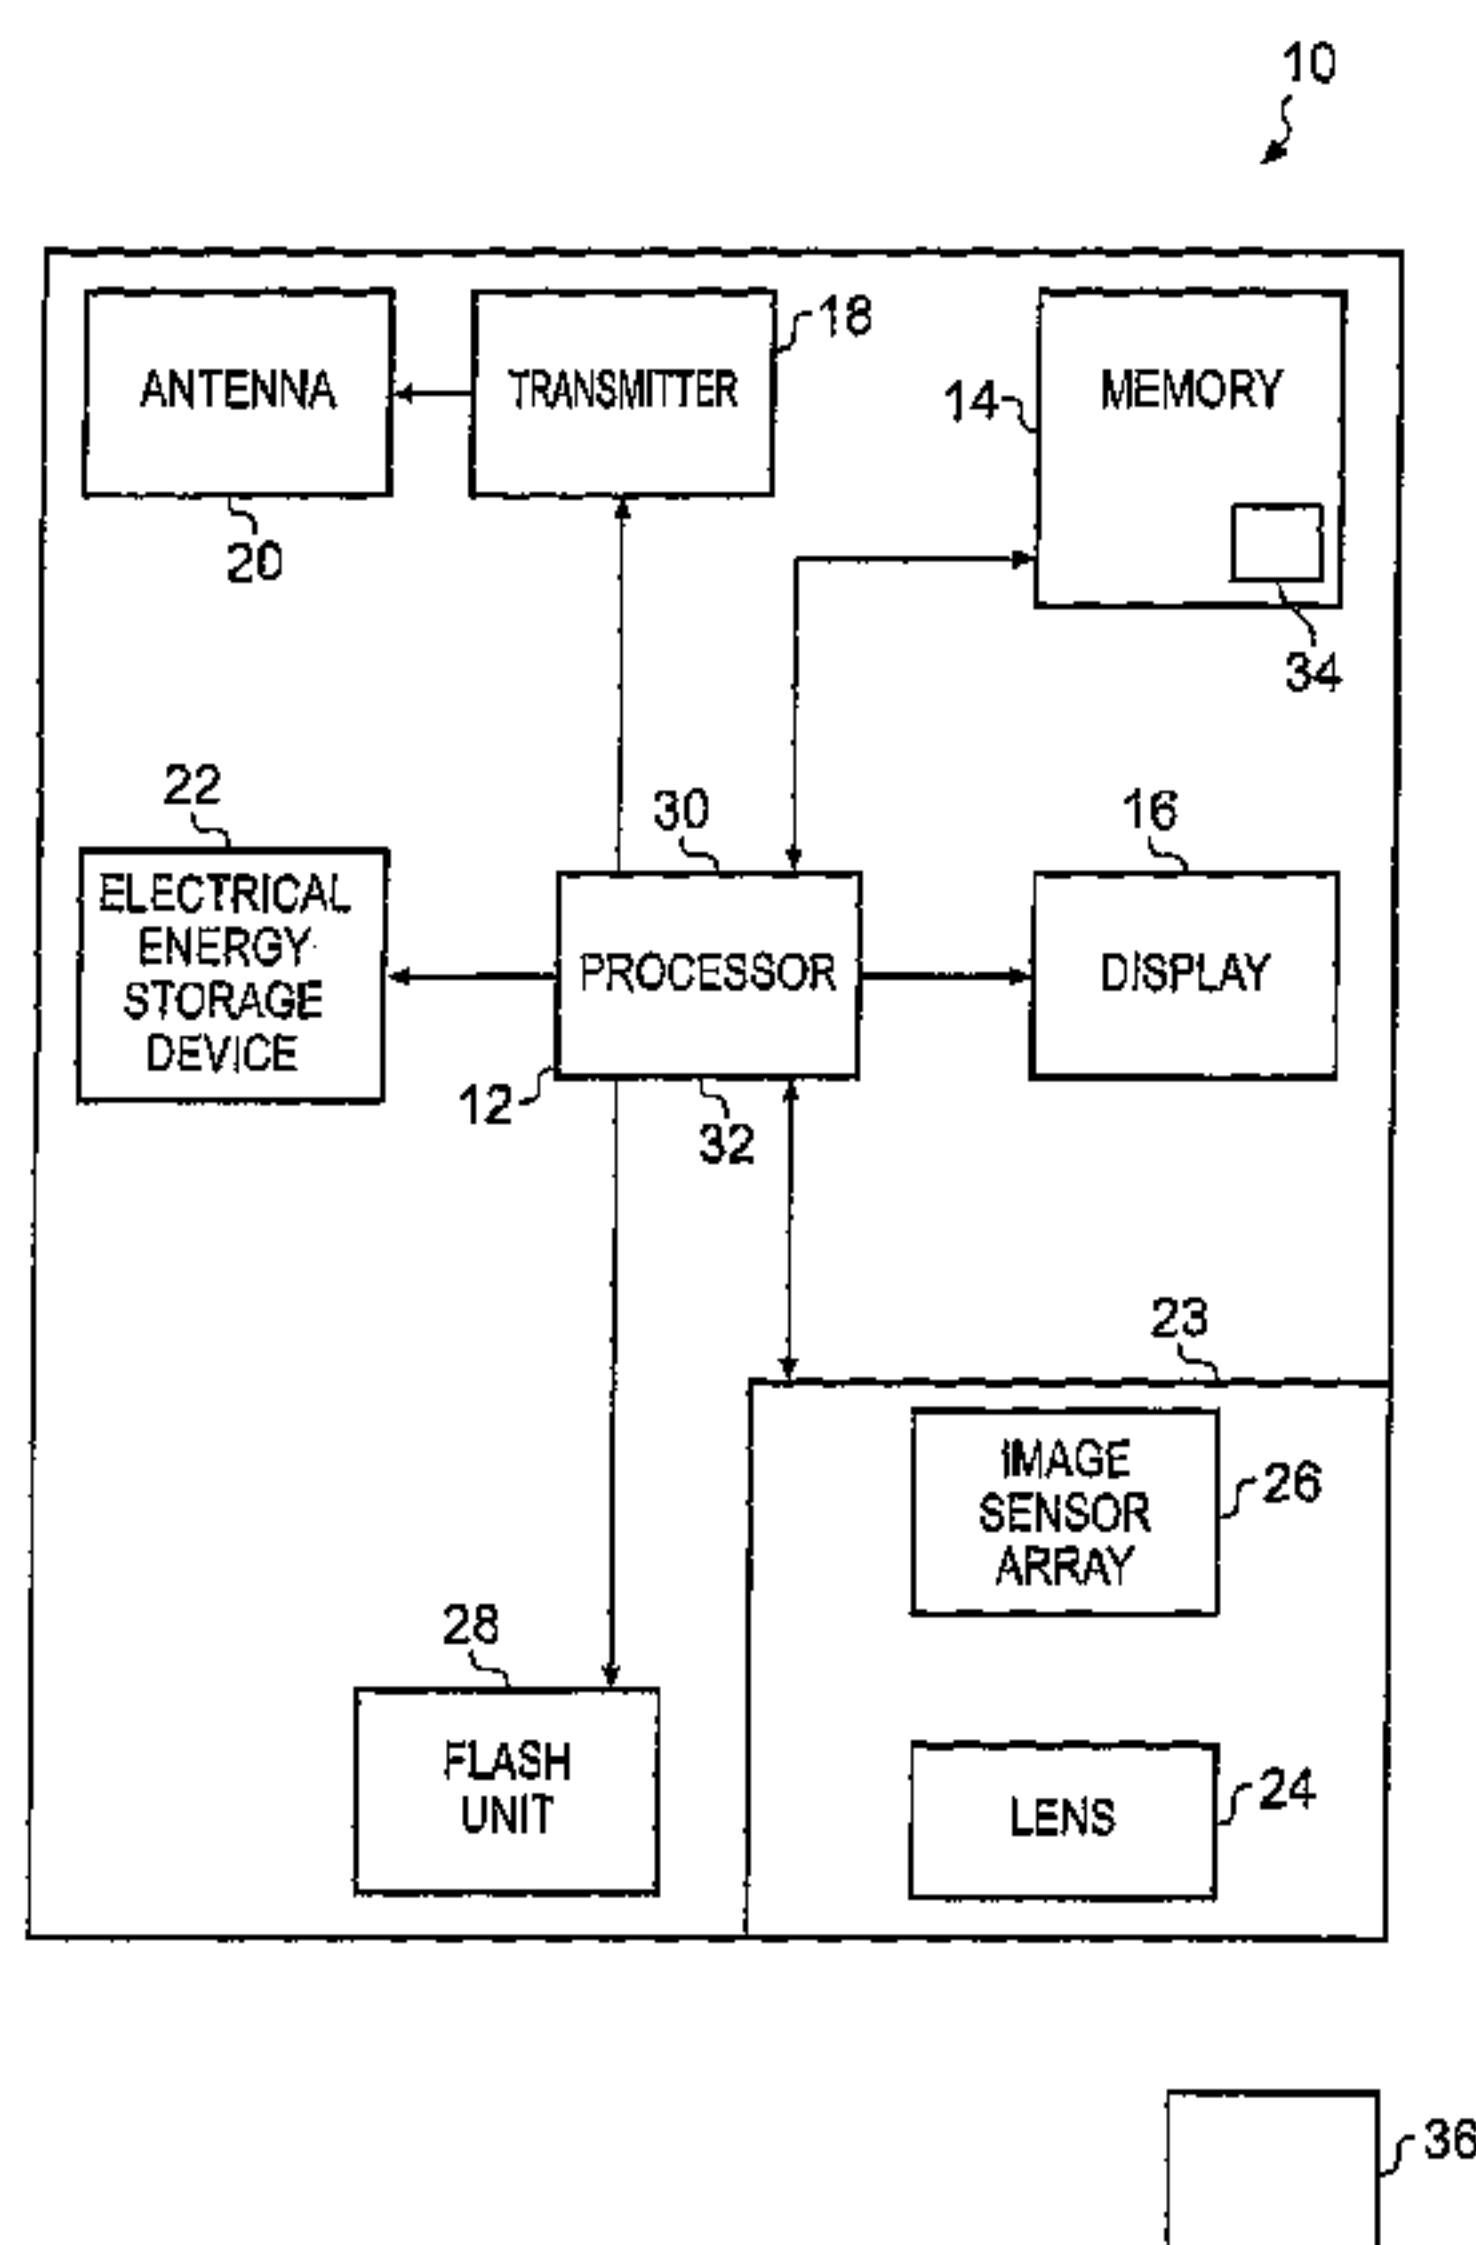 10
ANTENNA
TRANSMITTER
18
MEMORY
14
20
34
22
30
16
ELECTRICAL
ENERGY
STORAGE
DEVICE
PROCESSOR
DISPLAY
12
32
23
IMAGE
SENSOR
ARRAY
26
28
FLASH
UNIT
LENS
24
36